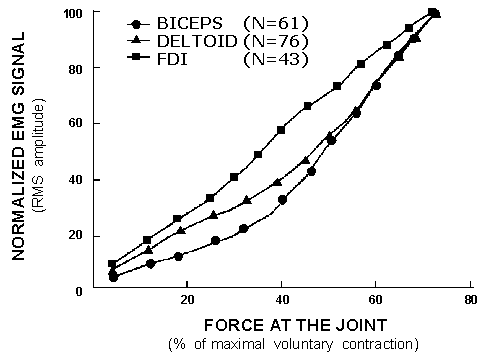 BICEPS (N=61)
DELTOID (N=76)
FDI (N=43)
NORMALIZED EMG SIGNAL
(RMS amplitude)
100
80
60
40
20
0
20 40 60 80
FORCE AT THE JOINT
(% of maximal voluntary contraction)